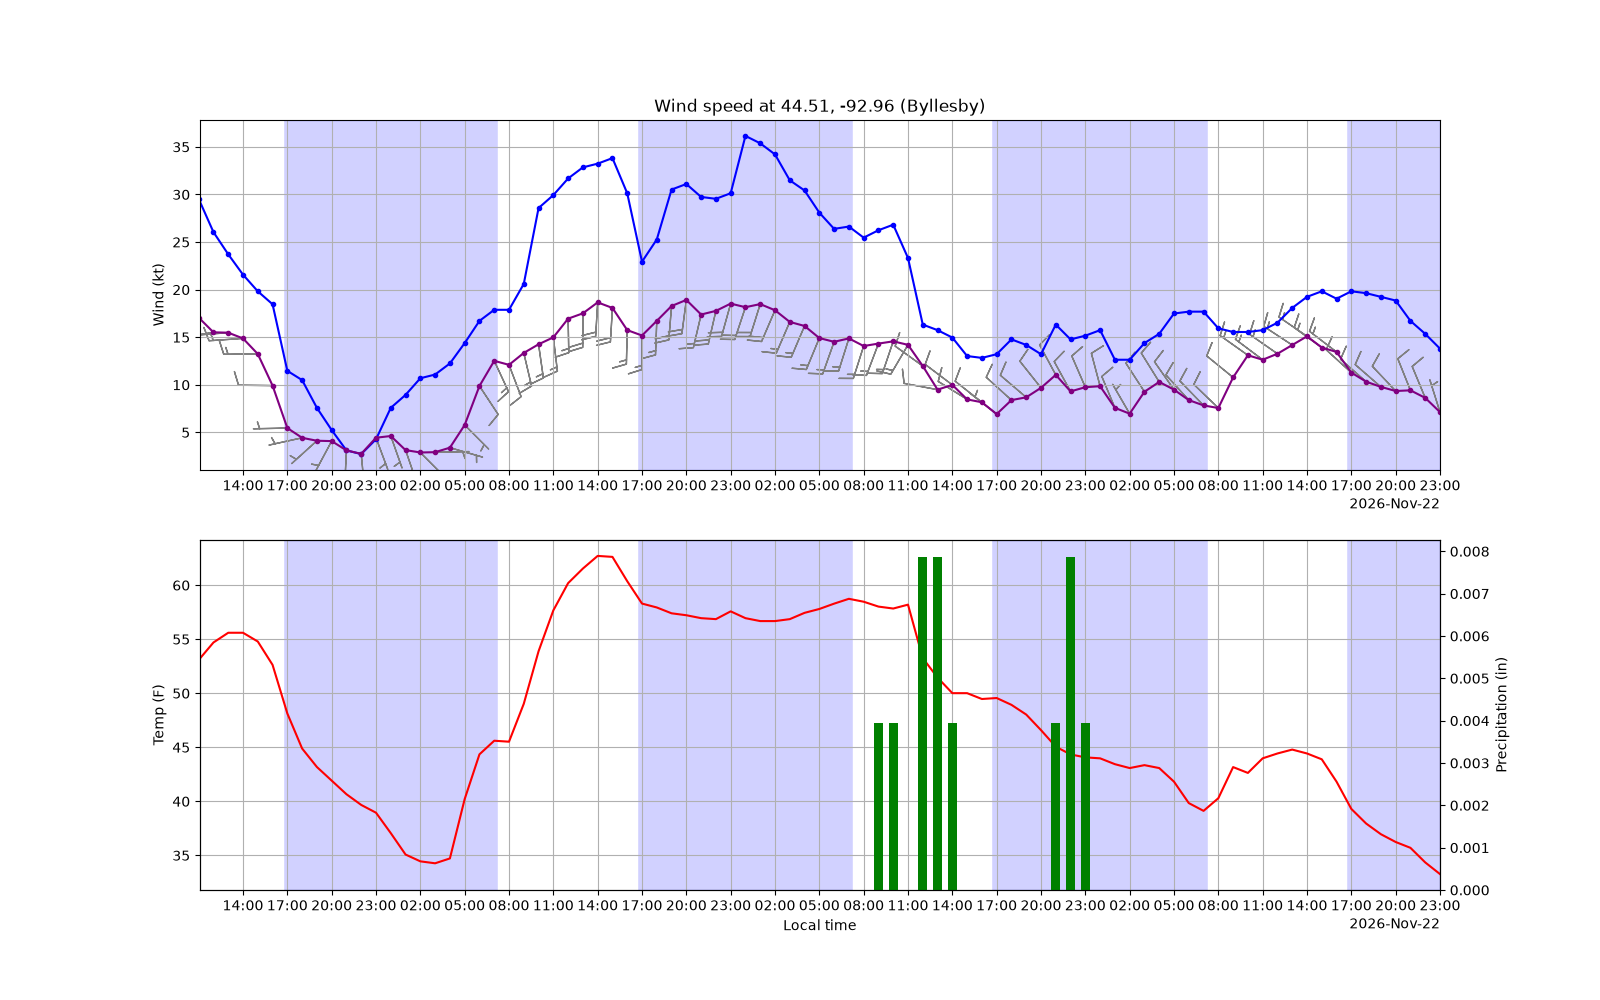 Wind speed at 44.51, -92.96 (Byllesby)
35
30
25
20
15
10
5
Wind (kt)
14:00 17:00 20:00 23:00 02:00 05:00 08:00 11:00 14:00 17:00 20:00 23:00 02:00 05:00 08:00 11:00 14:00 17:00 20:00 23:00 02:00 05:00 08:00 11:00 14:00 17:00 20:00 23:00
2026-Nov-22
60
55
50
45
40
35
Temp (F)
0.008
0.007
0.006
0.005
0.004
0.003
0.002
0.001
0.000
Precipitation (in)
14:00 17:00 20:00 23:00 02:00 05:00 08:00 11:00 14:00 17:00 20:00 23:00 02:00 05:00 08:00 11:00 14:00 17:00 20:00 23:00 02:00 05:00 08:00 11:00 14:00 17:00 20:00 23:00
Local time
2026-Nov-22